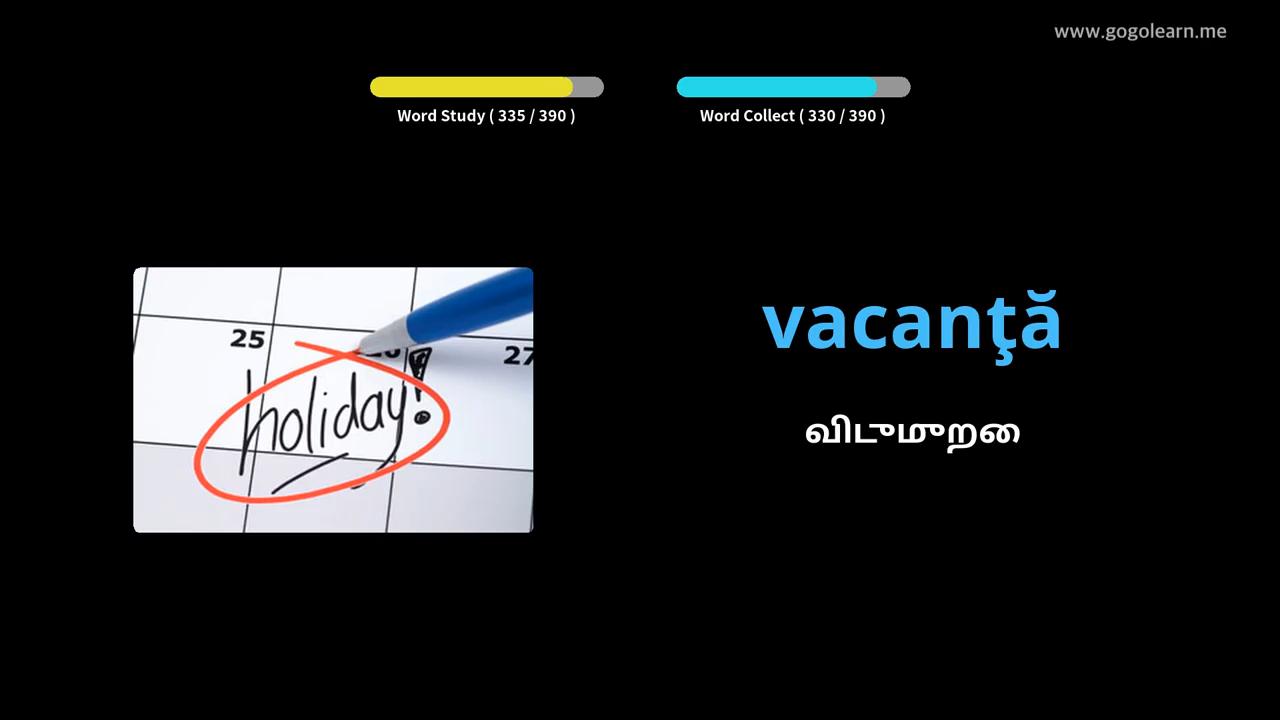 www.gogolearn.me
Word Study ( 335 / 390 )
Word Collect ( 330 / 390 )
25
27
holiday!
vacanţă
விடுமுறை